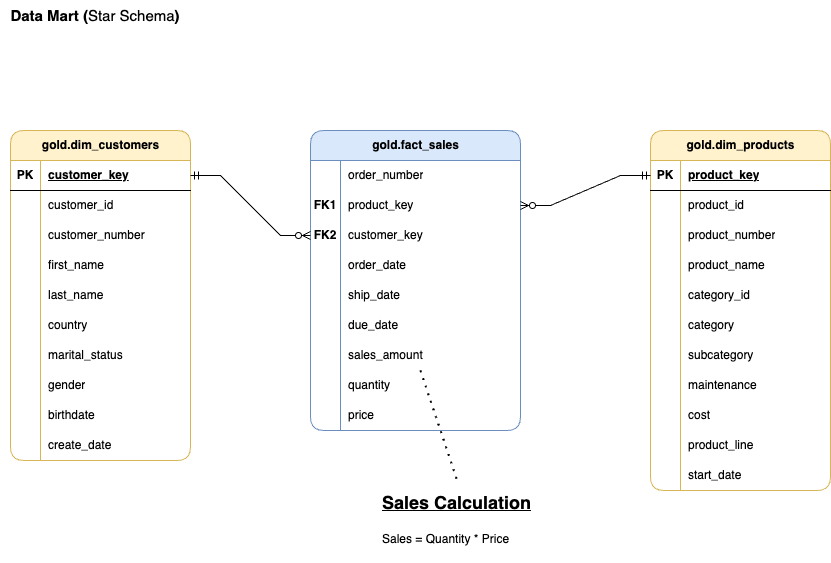 Data Mart (Star Schema)
gold.dim_customers
PK customer_key
customer_id
customer_number
first_name
last_name
country
marital_status
gender
birthdate
create_date
gold.fact_sales
order_number
FK1 product_key
FK2 customer_key
order_date
ship_date
due_date
sales_amount
quantity
price
gold.dim_products
PK product_key
product_id
product_number
product_name
category_id
category
subcategory
maintenance
cost
product_line
start_date
Sales Calculation
Sales = Quantity * Price